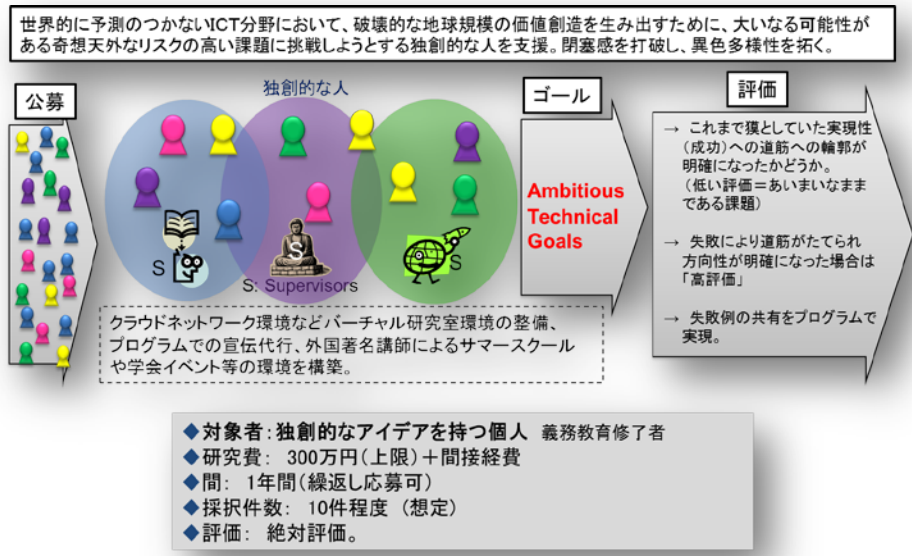 世界的に予測のつかないICT分野において、破壊的な地球規模の価値創造を生み出すために、大いなる可能性が
ある奇想天外なリスクの高い課題に挑戦しようとする独創的な人を支援。閉塞感を打破し、異色多様性を拓く。
公募
独創的な人
S
S
S
S: Supervisors
クラウドネットワーク環境などバーチャル研究室環境の整備、
プログラムでの宣伝代行、外国著名講師によるサマースクール
や学会イベント等の環境を構築。
ゴール
Ambitious
Technical
Goals
評価
→ これまで漠としていた実現性
(成功)への道筋への輪郭が
明確になったかどうか。
(低い評価=あいまいなまま
である課題)
→ 失敗により道筋がたてられ
方向性が明確になった場合は
「高評価」
→ 失敗例の共有をプログラムで
実現。
◆対象者:独創的なアイデアを持つ個人 義務教育修了者
◆研究費: 300万円(上限)+間接経費
◆間: 1年間(繰返し応募可)
◆採択件数: 10件程度 (想定)
◆評価: 絶対評価。